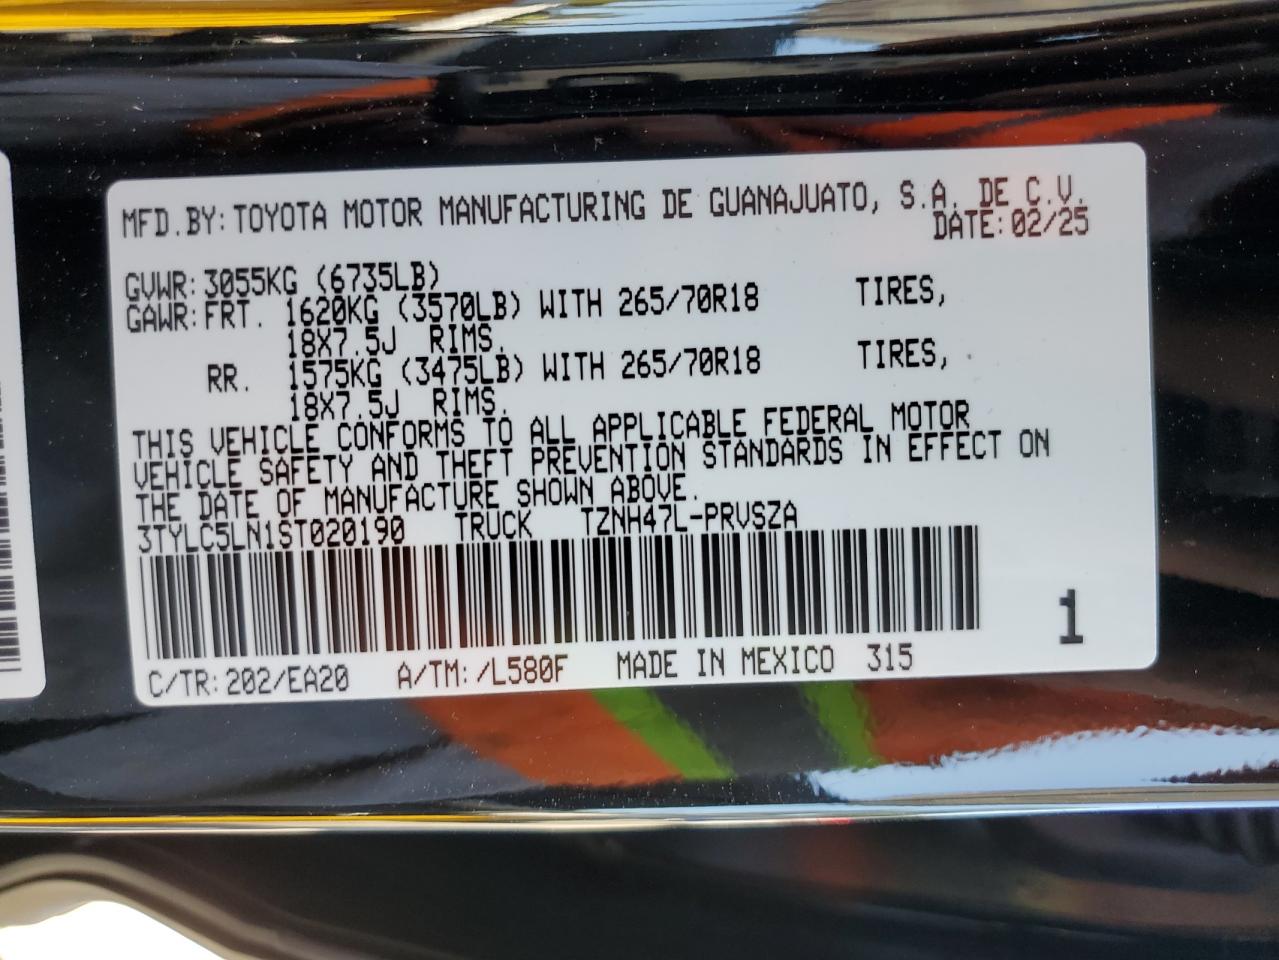 MFD.BY:TOYOTA MOTOR MANUFACTURING DE GUANAJUATO, S.A. DE C.V.
DATE:02/25
GVWR:3055KG (6735LB)
GAWR:FRT. 1620KG (3570LB) WITH 265/70R18 TIRES,
18X7.5J RIMS.
RR. 1575KG (3475LB) WITH 265/70R18 TIRES,
18X7.5J RIMS.
THIS VEHICLE CONFORMS TO ALL APPLICABLE FEDERAL MOTOR
VEHICLE SAFETY AND THEFT PREVENTION STANDARDS IN EFFECT ON
THE DATE OF MANUFACTURE SHOWN ABOVE.
3TYLC5LN1ST020190 TRUCK TZNH47L-PRVSZA
1
C/TR:202/EA20 A/TM:/L580F MADE IN MEXICO 315